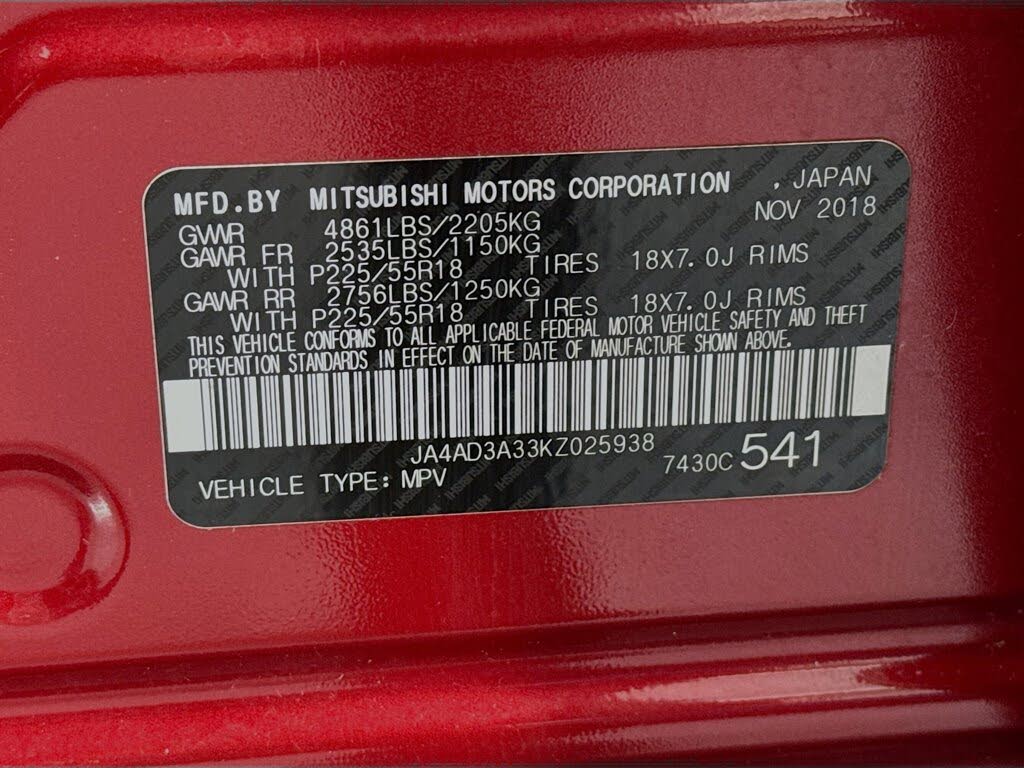 MFD.BY MITSUBISHI MOTORS CORPORATION , JAPAN
GVWR 4861LBS/2205KG NOV 2018
GAWR FR 2535LBS/1150KG
WITH P225/55R18 TIRES 18X7.0J RIMS
GAWR RR 2756LBS/1250KG
WITH P225/55R18 TIRES 18X7.0J RIMS
THIS VEHICLE CONFORMS TO ALL APPLICABLE FEDERAL MOTOR VEHICLE SAFETY AND THEFT
PREVENTION STANDARDS IN EFFECT ON THE DATE OF MANUFACTURE SHOWN ABOVE.
JA4AD3A33KZ025938
VEHICLE TYPE: MPV 7430C 541